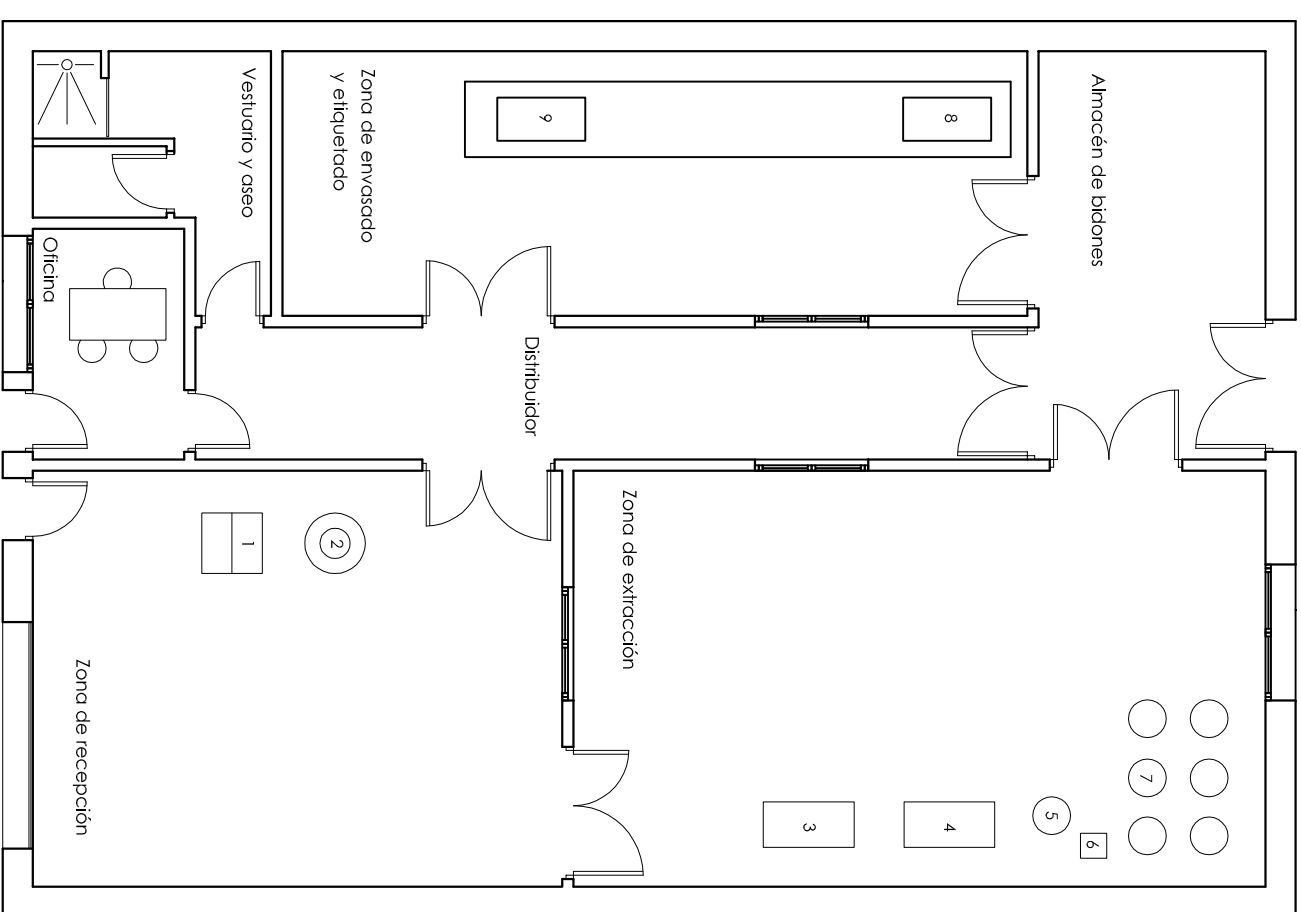 7
Almacén de bidones
6
5
8
4
3
Zona de extracción
9
Distribuidor
Zona de envasado
y etiquetado
2
Vestuario y aseo
1
Zona de recepción
Oficina